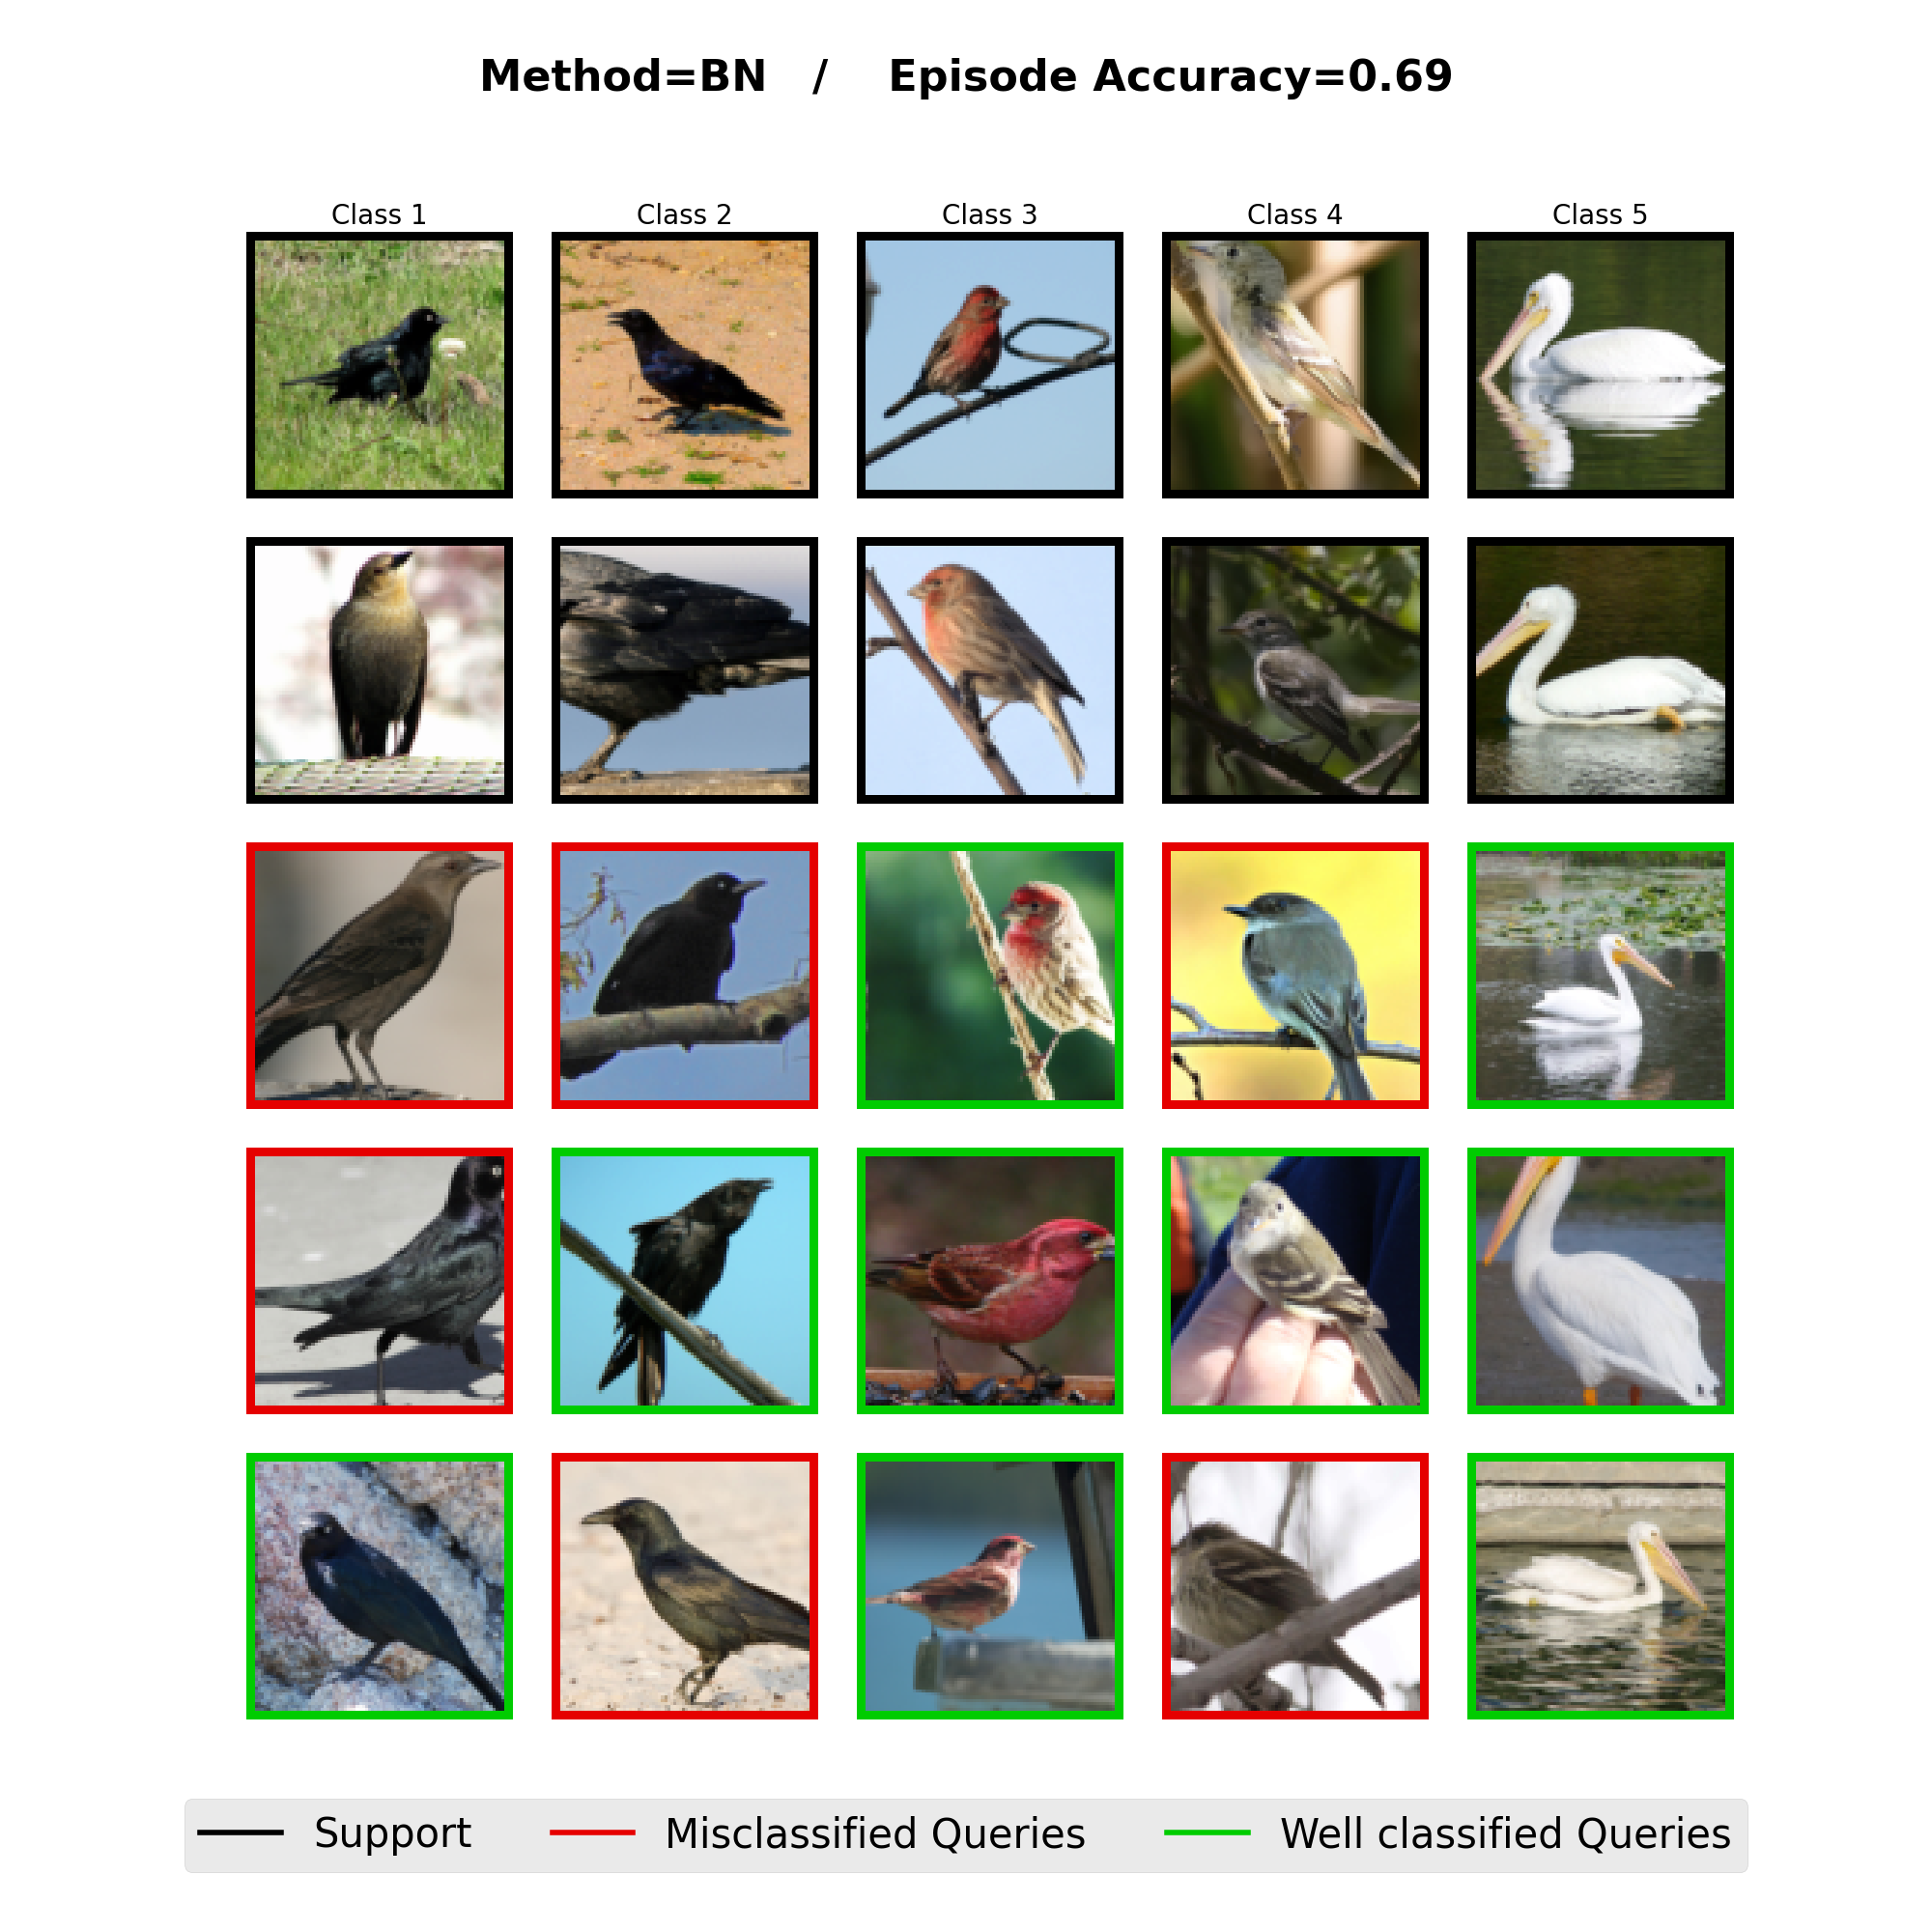 Method=BN / Episode Accuracy=0.69
Class 1 Class 2 Class 3 Class 4 Class 5
Support Misclassified Queries Well classified Queries